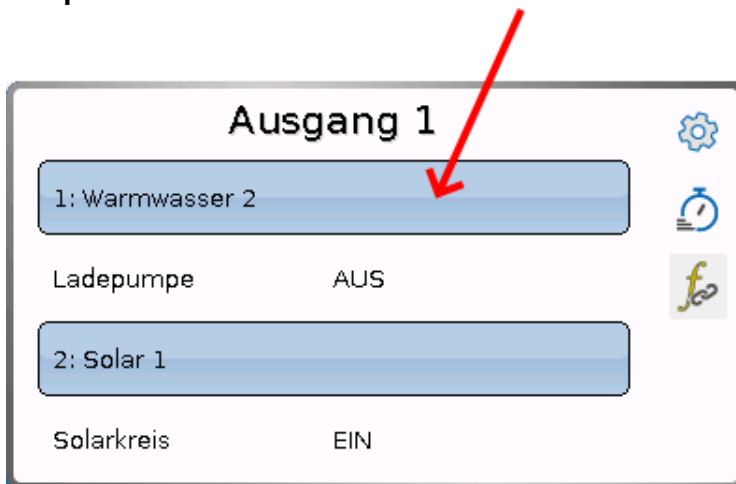 Ausgang 1
1: Warmwasser 2
Ladepumpe AUS
2: Solar 1
Solarkreis EIN